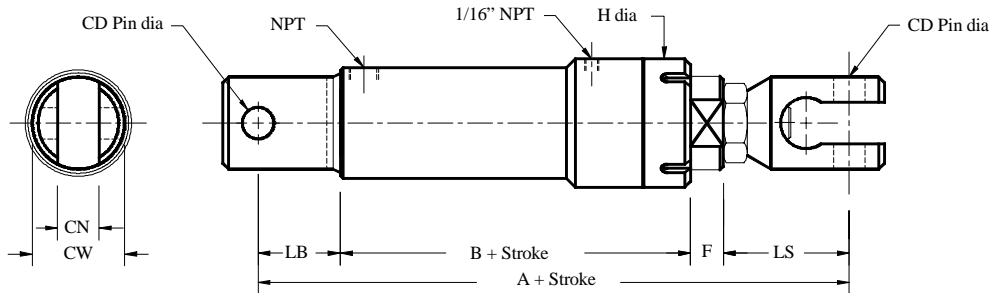 CD Pin dia
NPT
1/16” NPT
H dia
CD Pin dia
CN
CW
LB
B + Stroke
F
LS
A + Stroke